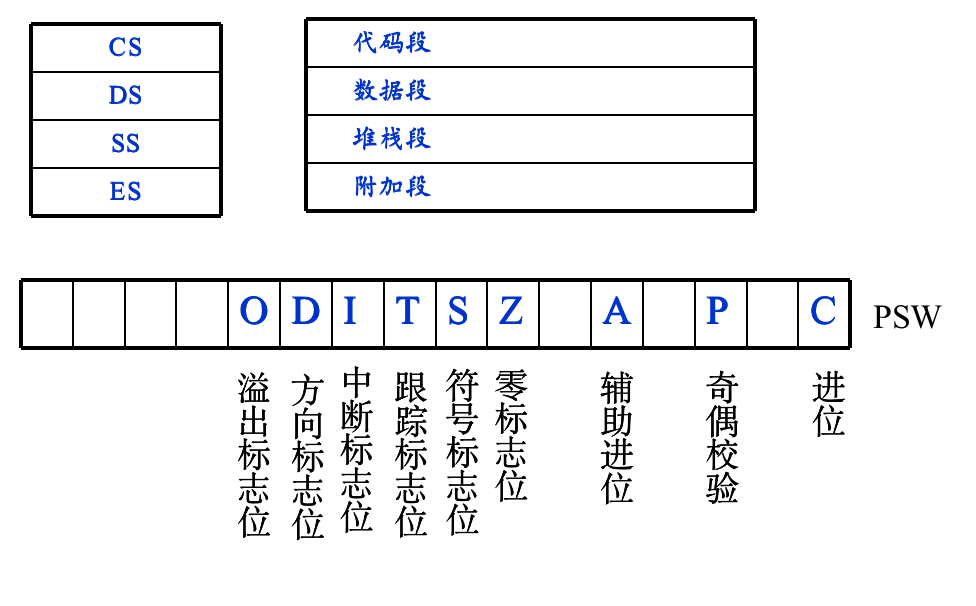 CS
DS
SS
ES
代码段
数据段
堆栈段
附加段
O D I T S Z A P C PSW
溢出标志位
方向标志位
中断标志位
跟踪标志位
符号标志位
零标志位
辅助进位
奇偶校验
进位